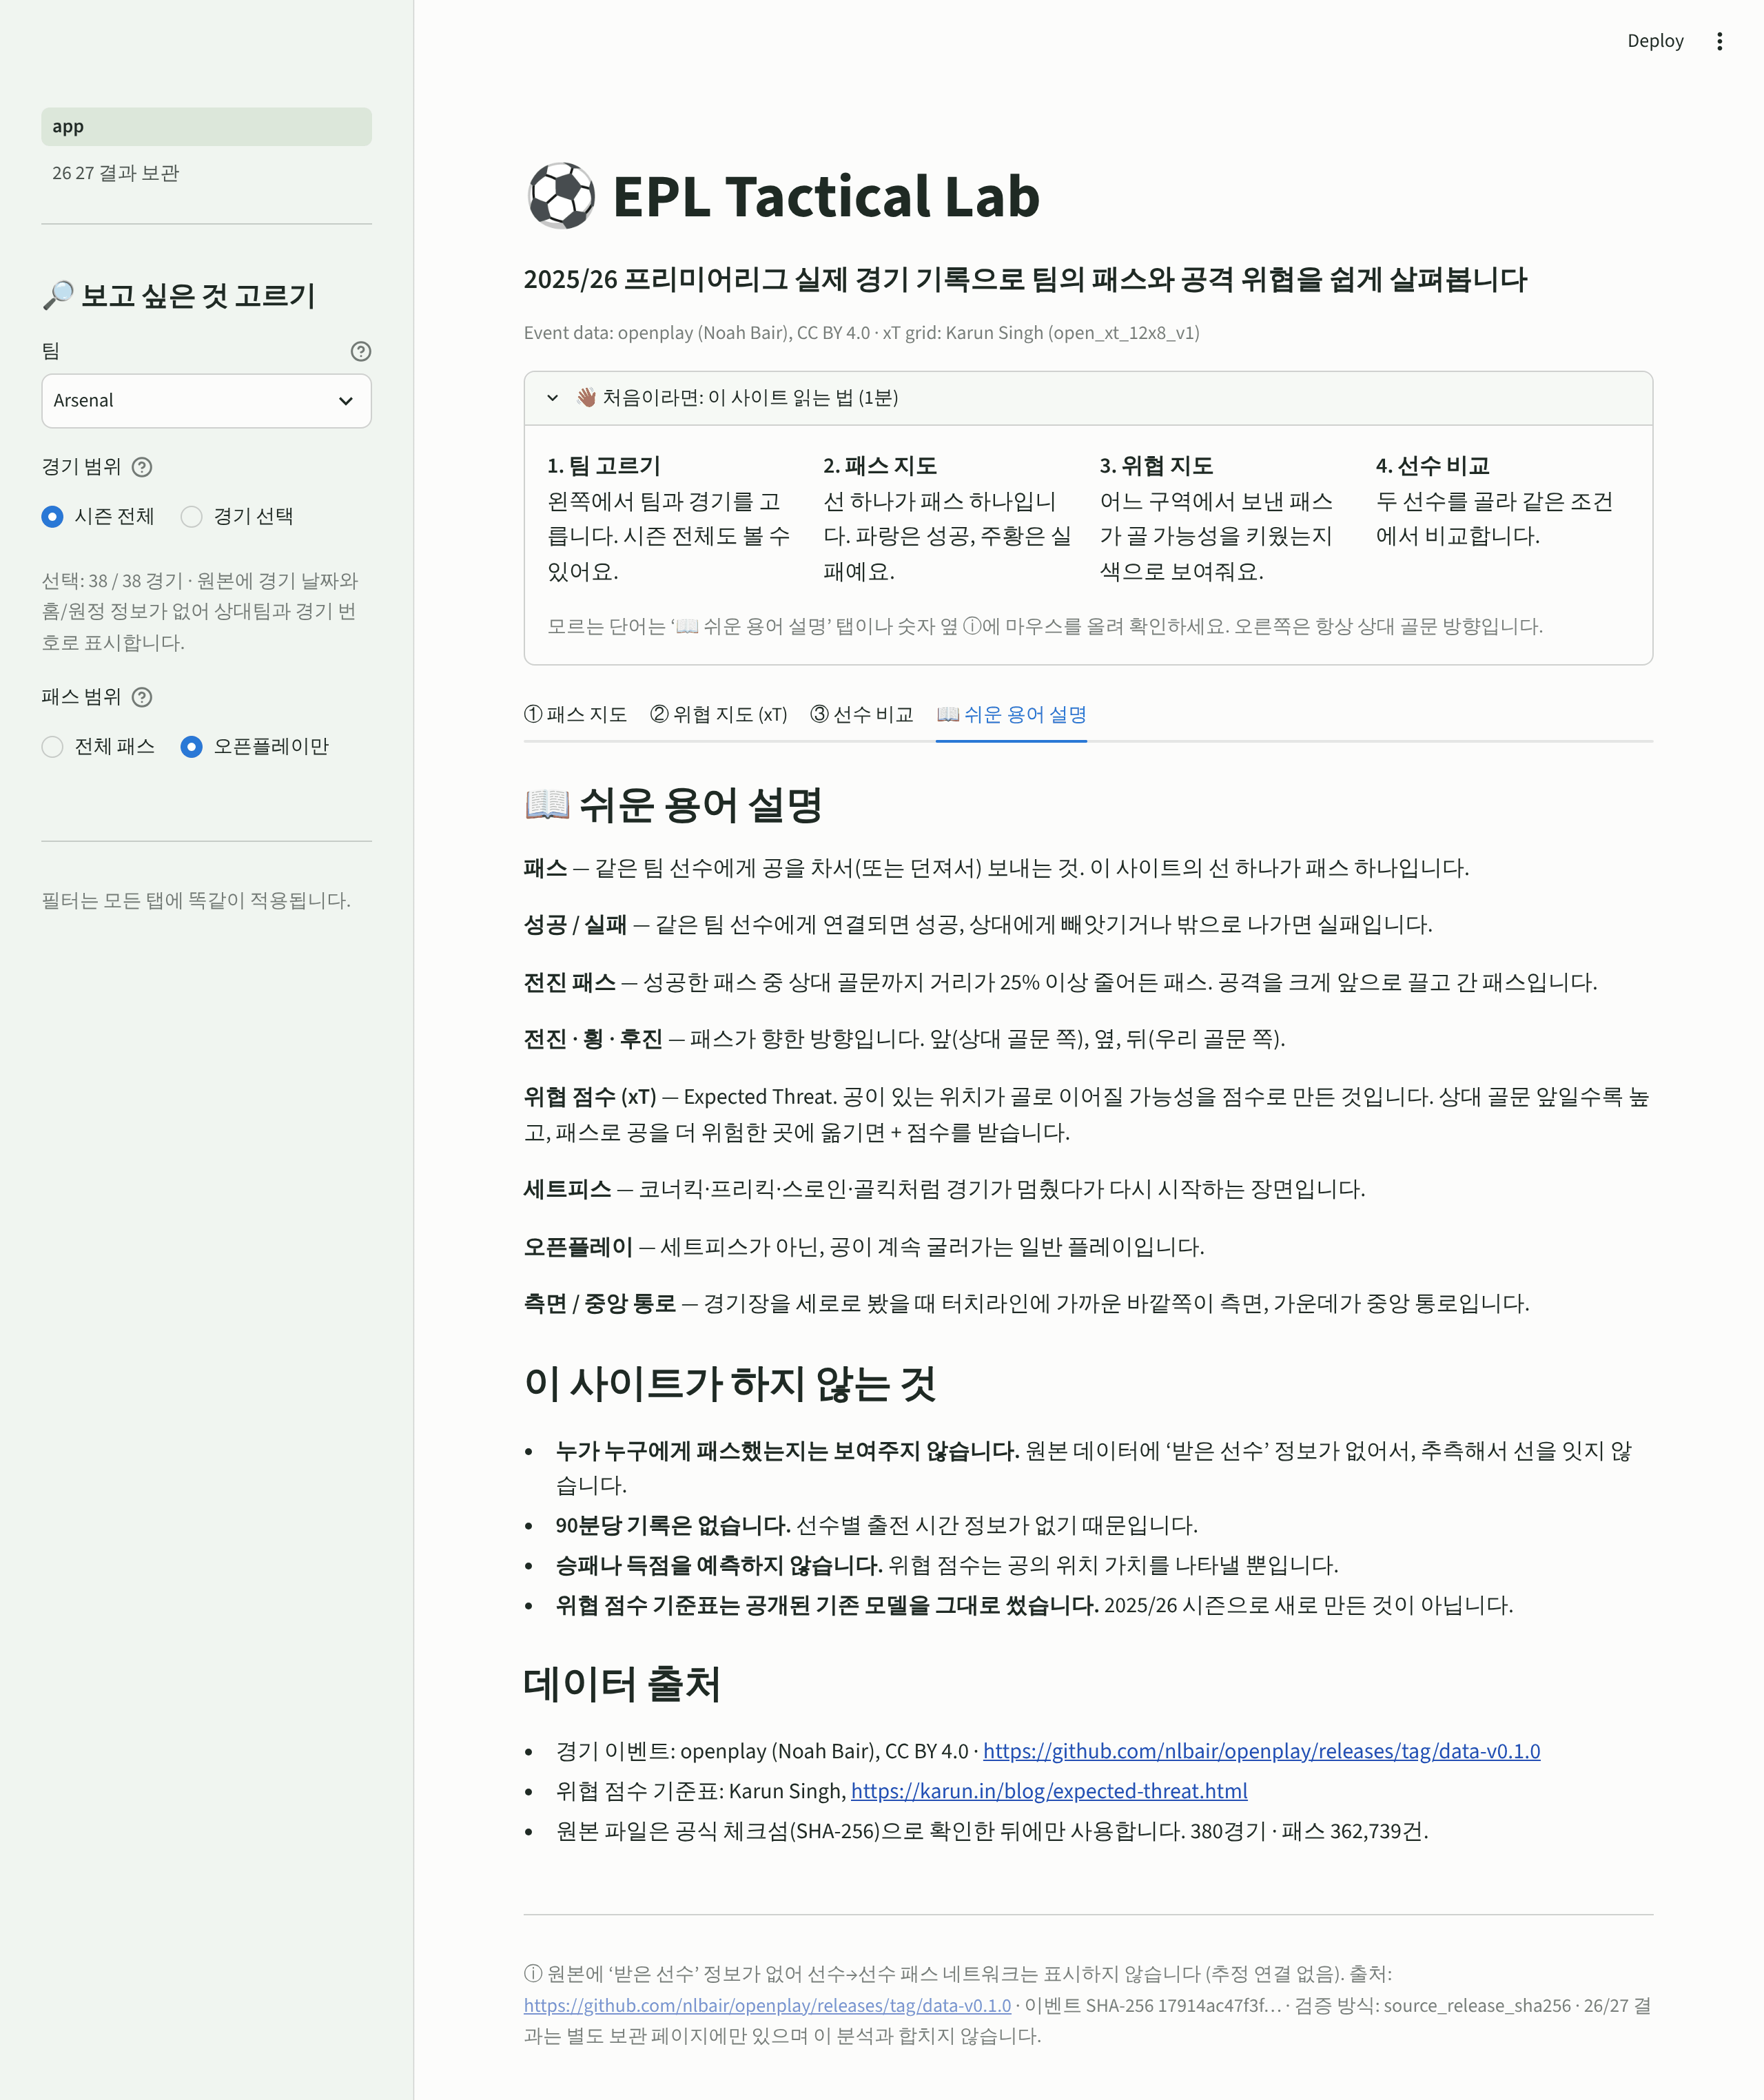 Deploy
app
26 27 결과 보관
🔎 보고 싶은 것 고르기
팀
Arsenal
경기 범위
시즌 전체
경기 선택
선택: 38 / 38 경기 · 원본에 경기 날짜와
홈/원정 정보가 없어 상대팀과 경기 번
호로 표시합니다.
패스 범위
전체 패스
오픈플레이만
필터는 모든 탭에 똑같이 적용됩니다.
⚽ EPL Tactical Lab
2025/26 프리미어리그 실제 경기 기록으로 팀의 패스와 공격 위협을 쉽게 살펴봅니다
Event data: openplay (Noah Bair), CC BY 4.0 · xT grid: Karun Singh (open_xt_12x8_v1)
👋🏽 처음이라면: 이 사이트 읽는 법 (1분)
1. 팀 고르기
왼쪽에서 팀과 경기를 고
릅니다. 시즌 전체도 볼 수
있어요.
2. 패스 지도
선 하나가 패스 하나입니
다. 파랑은 성공, 주황은 실
패예요.
3. 위협 지도
어느 구역에서 보낸 패스
가 골 가능성을 키웠는지
색으로 보여줘요.
4. 선수 비교
두 선수를 골라 같은 조건
에서 비교합니다.
모르는 단어는 ‘📖 쉬운 용어 설명’ 탭이나 숫자 옆 ⓘ에 마우스를 올려 확인하세요. 오른쪽은 항상 상대 골문 방향입니다.
① 패스 지도 ② 위협 지도 (xT) ③ 선수 비교 📖 쉬운 용어 설명
📖 쉬운 용어 설명
패스 — 같은 팀 선수에게 공을 차서(또는 던져서) 보내는 것. 이 사이트의 선 하나가 패스 하나입니다.
성공 / 실패 — 같은 팀 선수에게 연결되면 성공, 상대에게 빼앗기거나 밖으로 나가면 실패입니다.
전진 패스 — 성공한 패스 중 상대 골문까지 거리가 25% 이상 줄어든 패스. 공격을 크게 앞으로 끌고 간 패스입니다.
전진 · 횡 · 후진 — 패스가 향한 방향입니다. 앞(상대 골문 쪽), 옆, 뒤(우리 골문 쪽).
위협 점수 (xT) — Expected Threat. 공이 있는 위치가 골로 이어질 가능성을 점수로 만든 것입니다. 상대 골문 앞일수록 높
고, 패스로 공을 더 위험한 곳에 옮기면 + 점수를 받습니다.
세트피스 — 코너킥·프리킥·스로인·골킥처럼 경기가 멈췄다가 다시 시작하는 장면입니다.
오픈플레이 — 세트피스가 아닌, 공이 계속 굴러가는 일반 플레이입니다.
측면 / 중앙 통로 — 경기장을 세로로 봤을 때 터치라인에 가까운 바깥쪽이 측면, 가운데가 중앙 통로입니다.
이 사이트가 하지 않는 것
• 누가 누구에게 패스했는지는 보여주지 않습니다. 원본 데이터에 ‘받은 선수’ 정보가 없어서, 추측해서 선을 잇지 않
습니다.
• 90분당 기록은 없습니다. 선수별 출전 시간 정보가 없기 때문입니다.
• 승패나 득점을 예측하지 않습니다. 위협 점수는 공의 위치 가치를 나타낼 뿐입니다.
• 위협 점수 기준표는 공개된 기존 모델을 그대로 썼습니다. 2025/26 시즌으로 새로 만든 것이 아닙니다.
데이터 출처
• 경기 이벤트: openplay (Noah Bair), CC BY 4.0 · https://github.com/nlbair/openplay/releases/tag/data-v0.1.0
• 위협 점수 기준표: Karun Singh, https://karun.in/blog/expected-threat.html
• 원본 파일은 공식 체크섬(SHA-256)으로 확인한 뒤에만 사용합니다. 380경기 · 패스 362,739건.
ⓘ 원본에 ‘받은 선수’ 정보가 없어 선수→선수 패스 네트워크는 표시하지 않습니다 (추정 연결 없음). 출처:
https://github.com/nlbair/openplay/releases/tag/data-v0.1.0 · 이벤트 SHA-256 17914ac47f3f… · 검증 방식: source_release_sha256 · 26/27 결
과는 별도 보관 페이지에만 있으며 이 분석과 합치지 않습니다.